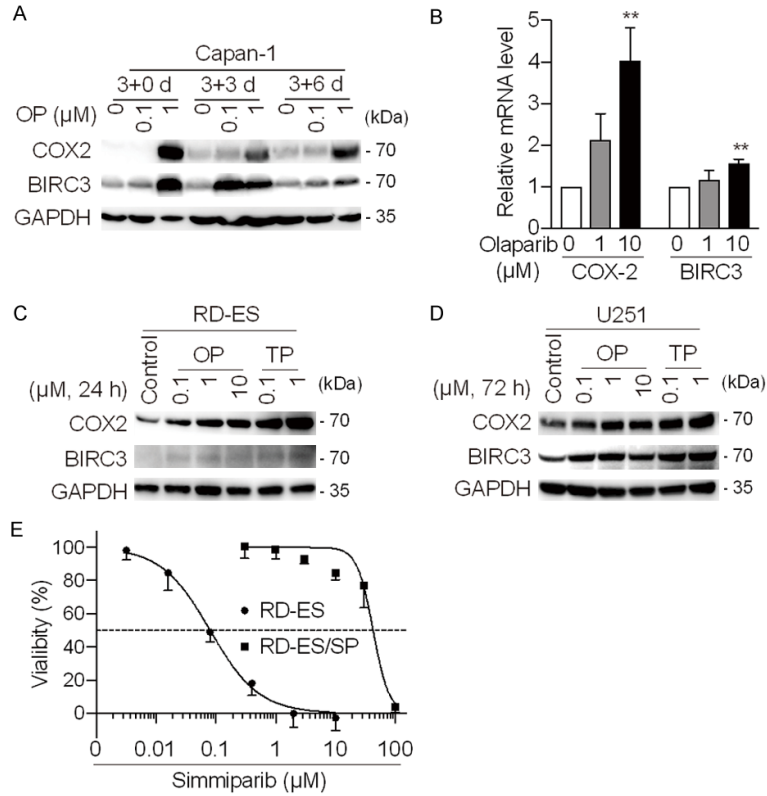 A
Capan-1
3+0 d 3+3 d 3+6 d
OP (µM) 0 0.1 1 0 0.1 1 0 0.1 1 (kDa)
COX2 - 70
BIRC3 - 70
GAPDH - 35
B
Relative mRNA level
5
4
3
2
1
0
**
**
Olaparib 0 1 10 0 1 10
(µM) COX-2 BIRC3
C
RD-ES
OP TP
(µM, 24 h) Control 0.1 1 10 0.1 1 (kDa)
COX2 - 70
BIRC3 - 70
GAPDH - 35
D
U251
OP TP
(µM, 72 h) Control 0.1 1 10 0.1 1 (kDa)
COX2 - 70
BIRC3 - 70
GAPDH - 35
E
Vialibity (%)
100
80
60
40
20
0
RD-ES
RD-ES/SP
0 0.01 0.1 1 10 100
Simmiparib (µM)